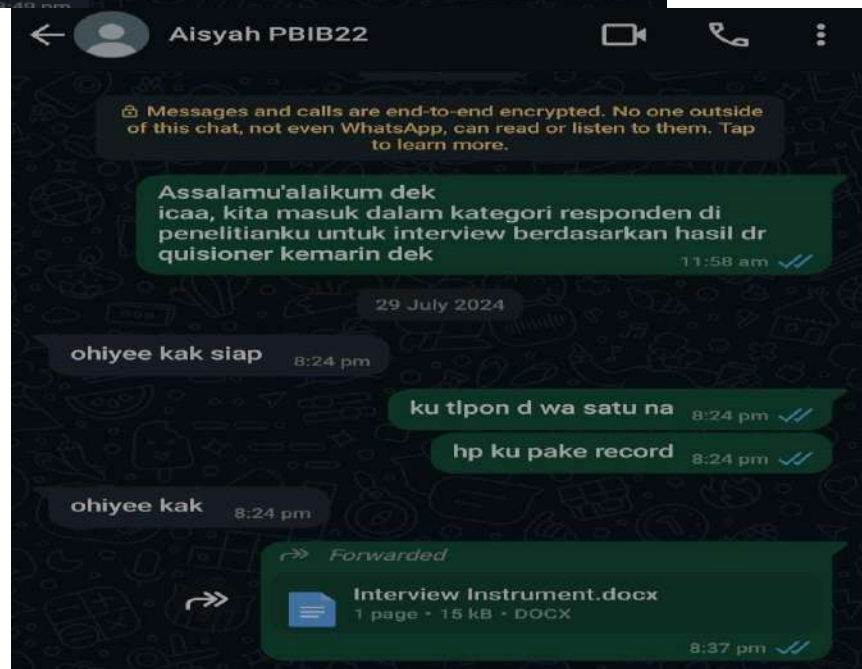 8:49 pm
Aisyah PBIB22
Messages and calls are end-to-end encrypted. No one outside
of this chat, not even WhatsApp, can read or listen to them. Tap
to learn more.
Assalamu'alaikum dek
icaa, kita masuk dalam kategori responden di
penelitianku untuk interview berdasarkan hasil dr
quisioner kemarin dek
11:58 am
29 July 2024
ohiyee kak siap 8:24 pm
ku tlpon d wa satu na 8:24 pm
hp ku pake record 8:24 pm
ohiyee kak 8:24 pm
Forwarded
Interview Instrument.docx
1 page • 15 kB • DOCX
8:37 pm